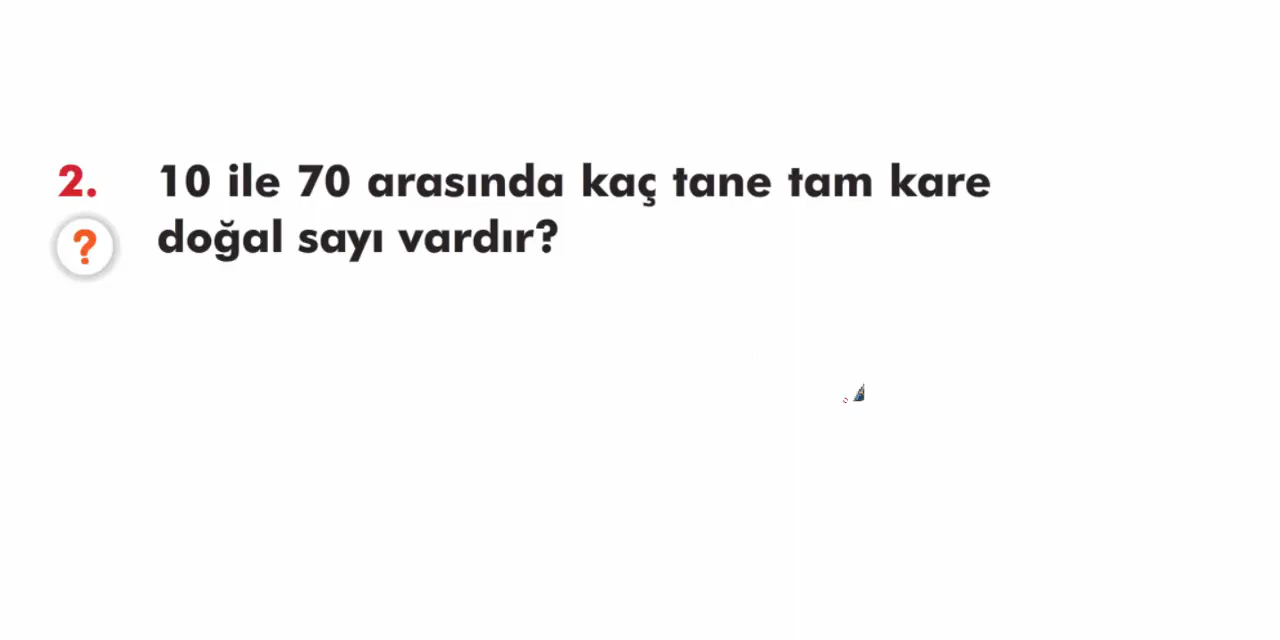 2. 10 ile 70 arasında kaç tane tam kare
? doğal sayı vardır?